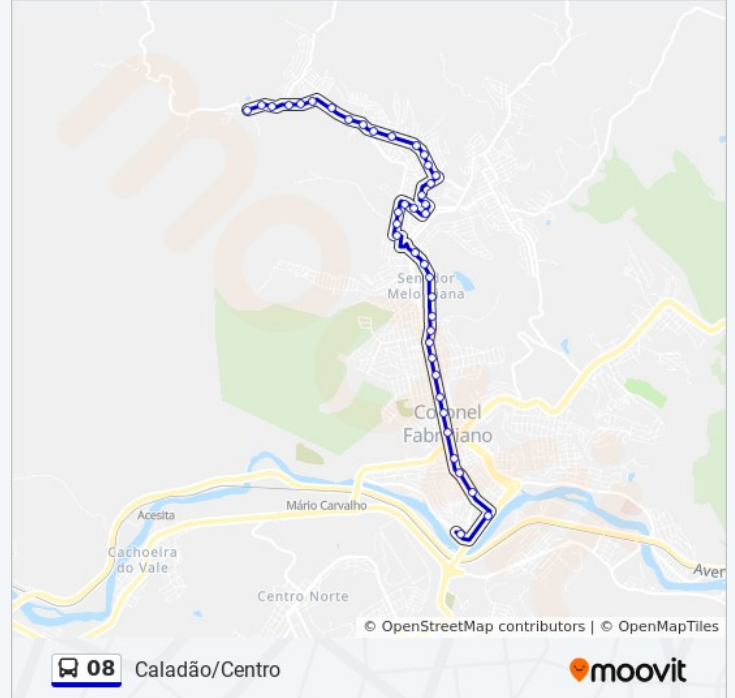 Senador
Melo Viana
Coronel
Fabriciano
Mário Carvalho
Acesita
Cachoeira
do Vale
Centro Norte
Aver
© OpenStreetMap contributors | © OpenMapTiles
08 Caladão/Centro
moovit